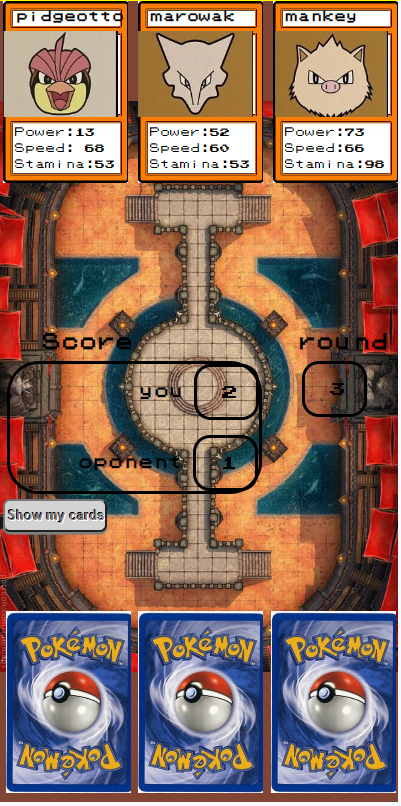 pidgeotto marowak mankey
Power:13 Power:52 Power:73
Speed: 68 Speed:60 Speed:66
Stamina:53 Stamina:53 Stamina:98
Score round
you 2 3
oponent 1
Show my cards
POKéMON POKéMON POKéMON
POKéMON POKéMON POKéMON